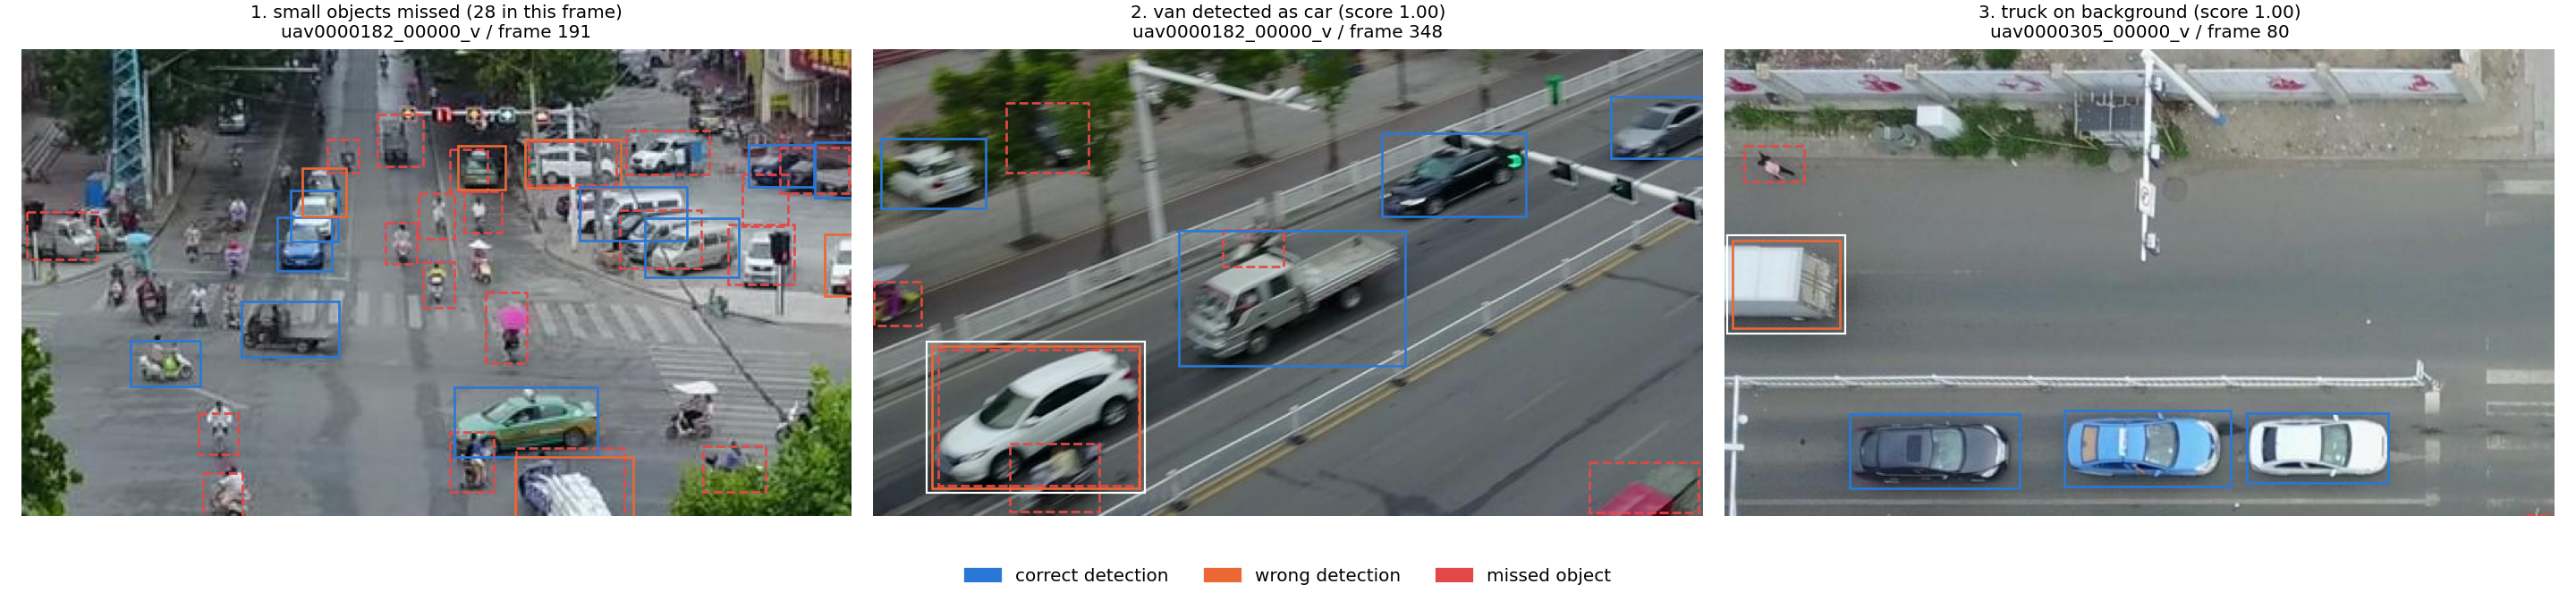 1. small objects missed (28 in this frame)
uav0000182_00000_v / frame 191
2. van detected as car (score 1.00)
uav0000182_00000_v / frame 348
3. truck on background (score 1.00)
uav0000305_00000_v / frame 80
correct detection
wrong detection
missed object